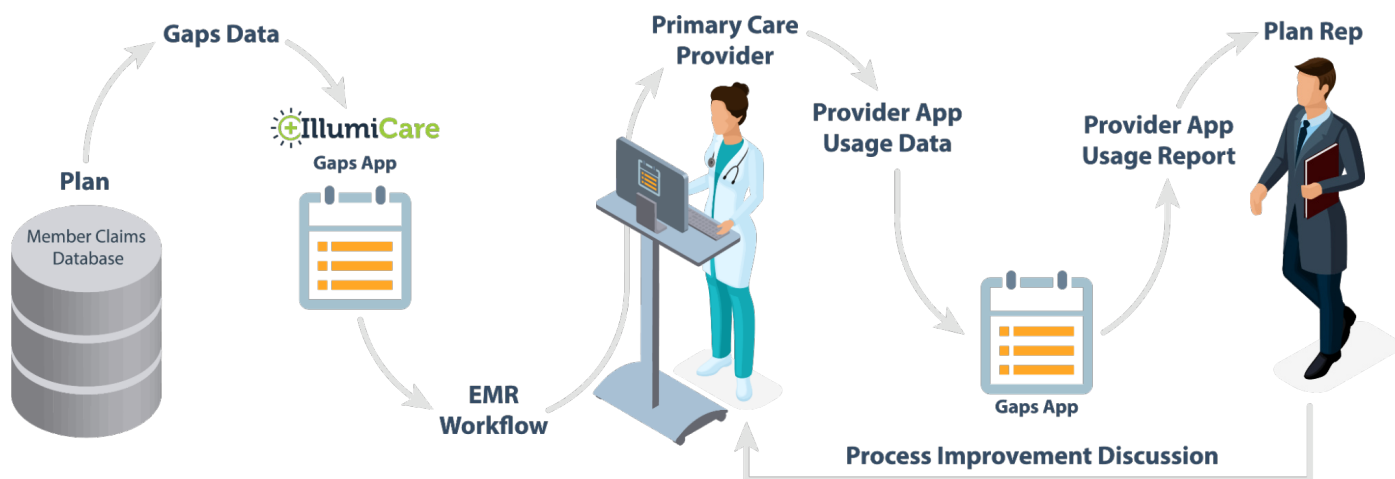 Gaps Data
Plan
Member Claims
Database
IllumiCare
Gaps App
EMR
Workflow
Primary Care
Provider
Provider App
Usage Data
Gaps App
Provider App
Usage Report
Plan Rep
Process Improvement Discussion